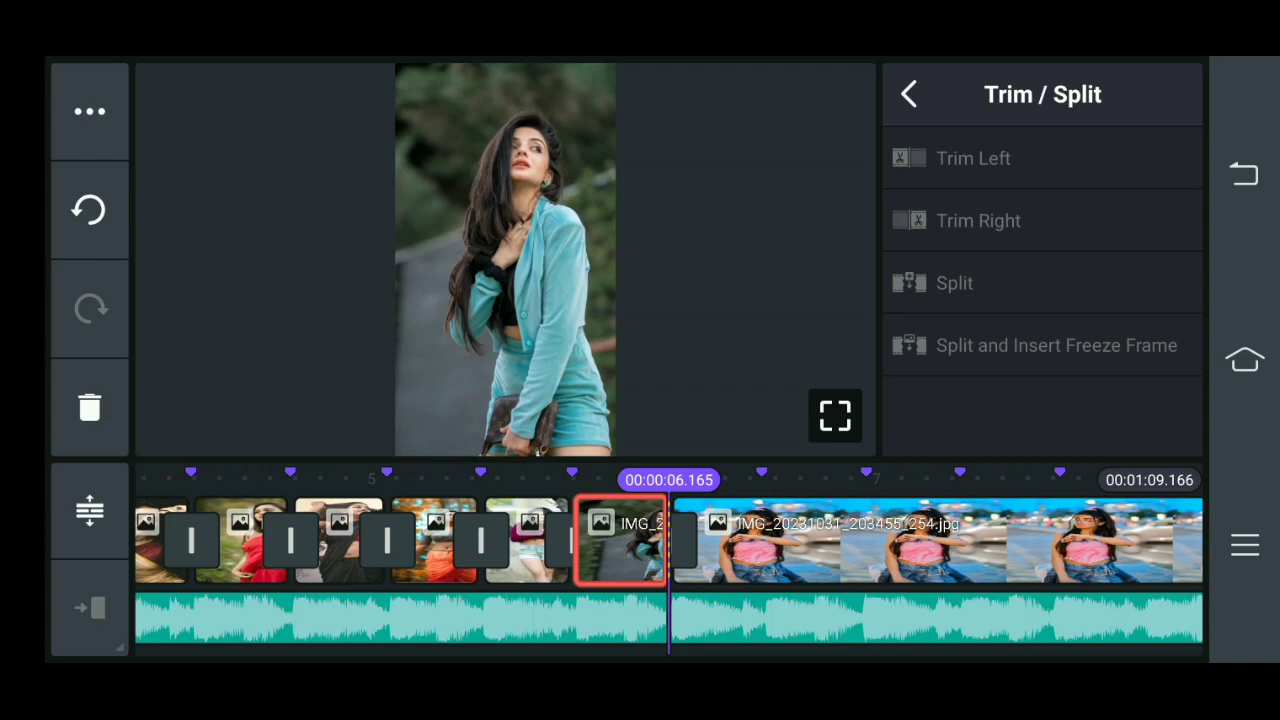 Trim / Split
Trim Left
Trim Right
Split
Split and Insert Freeze Frame
5
00:00:06.165
7
00:01:09.166
IMG_2
IMG_20231031_203455_254.jpg